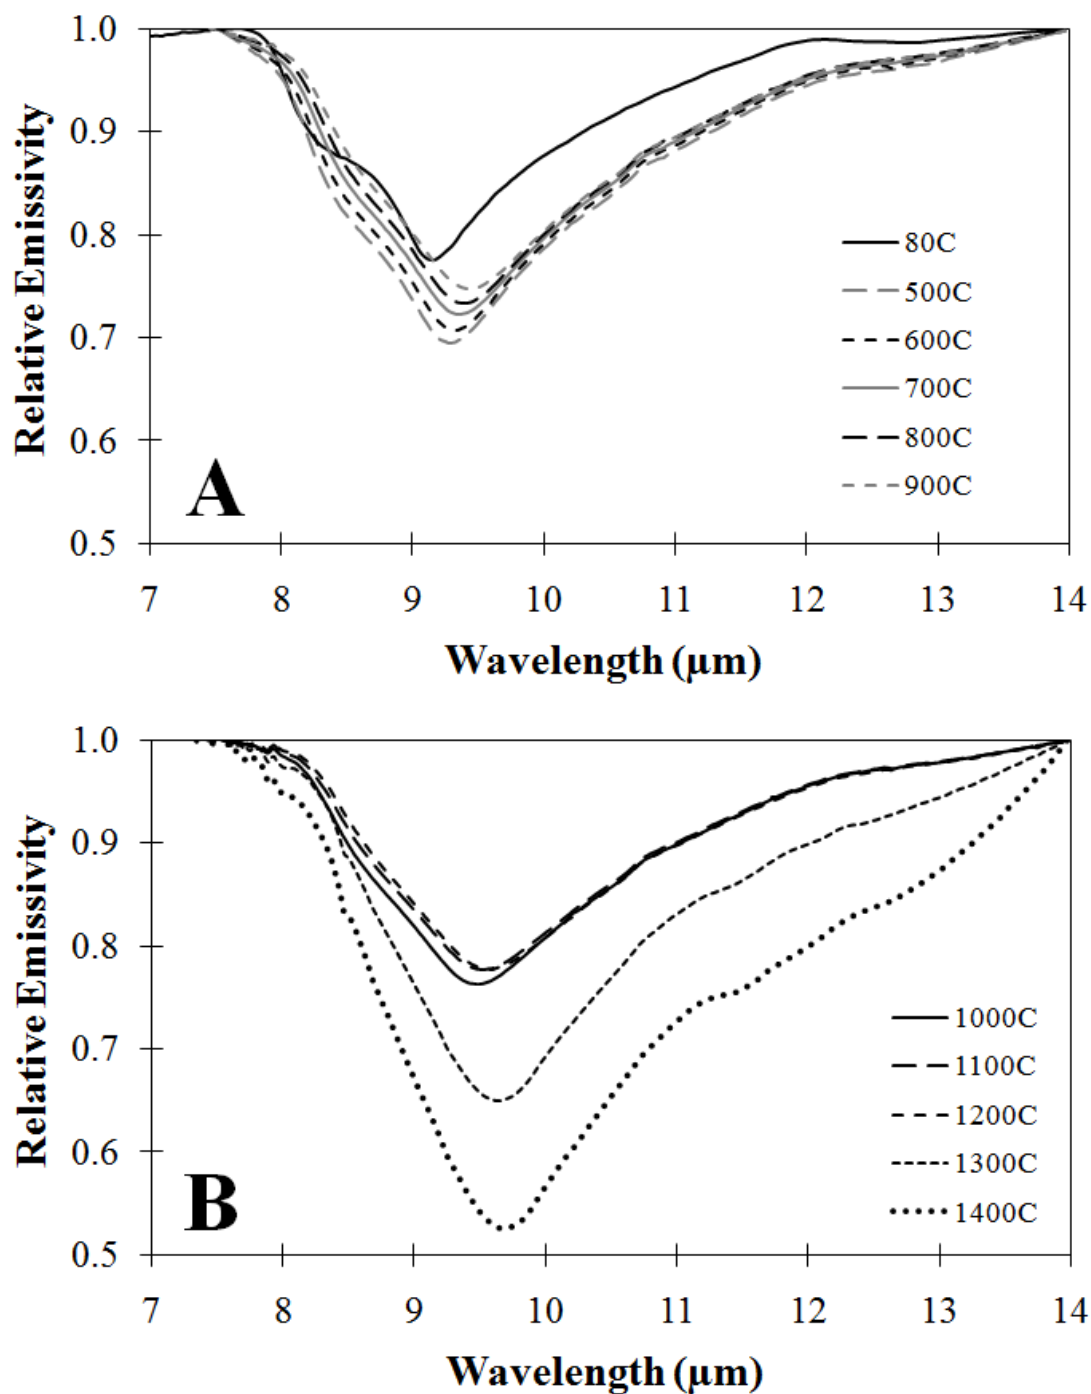 1.0
0.9
0.8
0.7
0.6
0.5
Relative Emissivity
80C
500C
600C
700C
800C
900C
A
7 8 9 10 11 12 13 14
Wavelength (µm)
1.0
0.9
0.8
0.7
0.6
0.5
Relative Emissivity
1000C
1100C
1200C
1300C
1400C
B
7 8 9 10 11 12 13 14
Wavelength (µm)